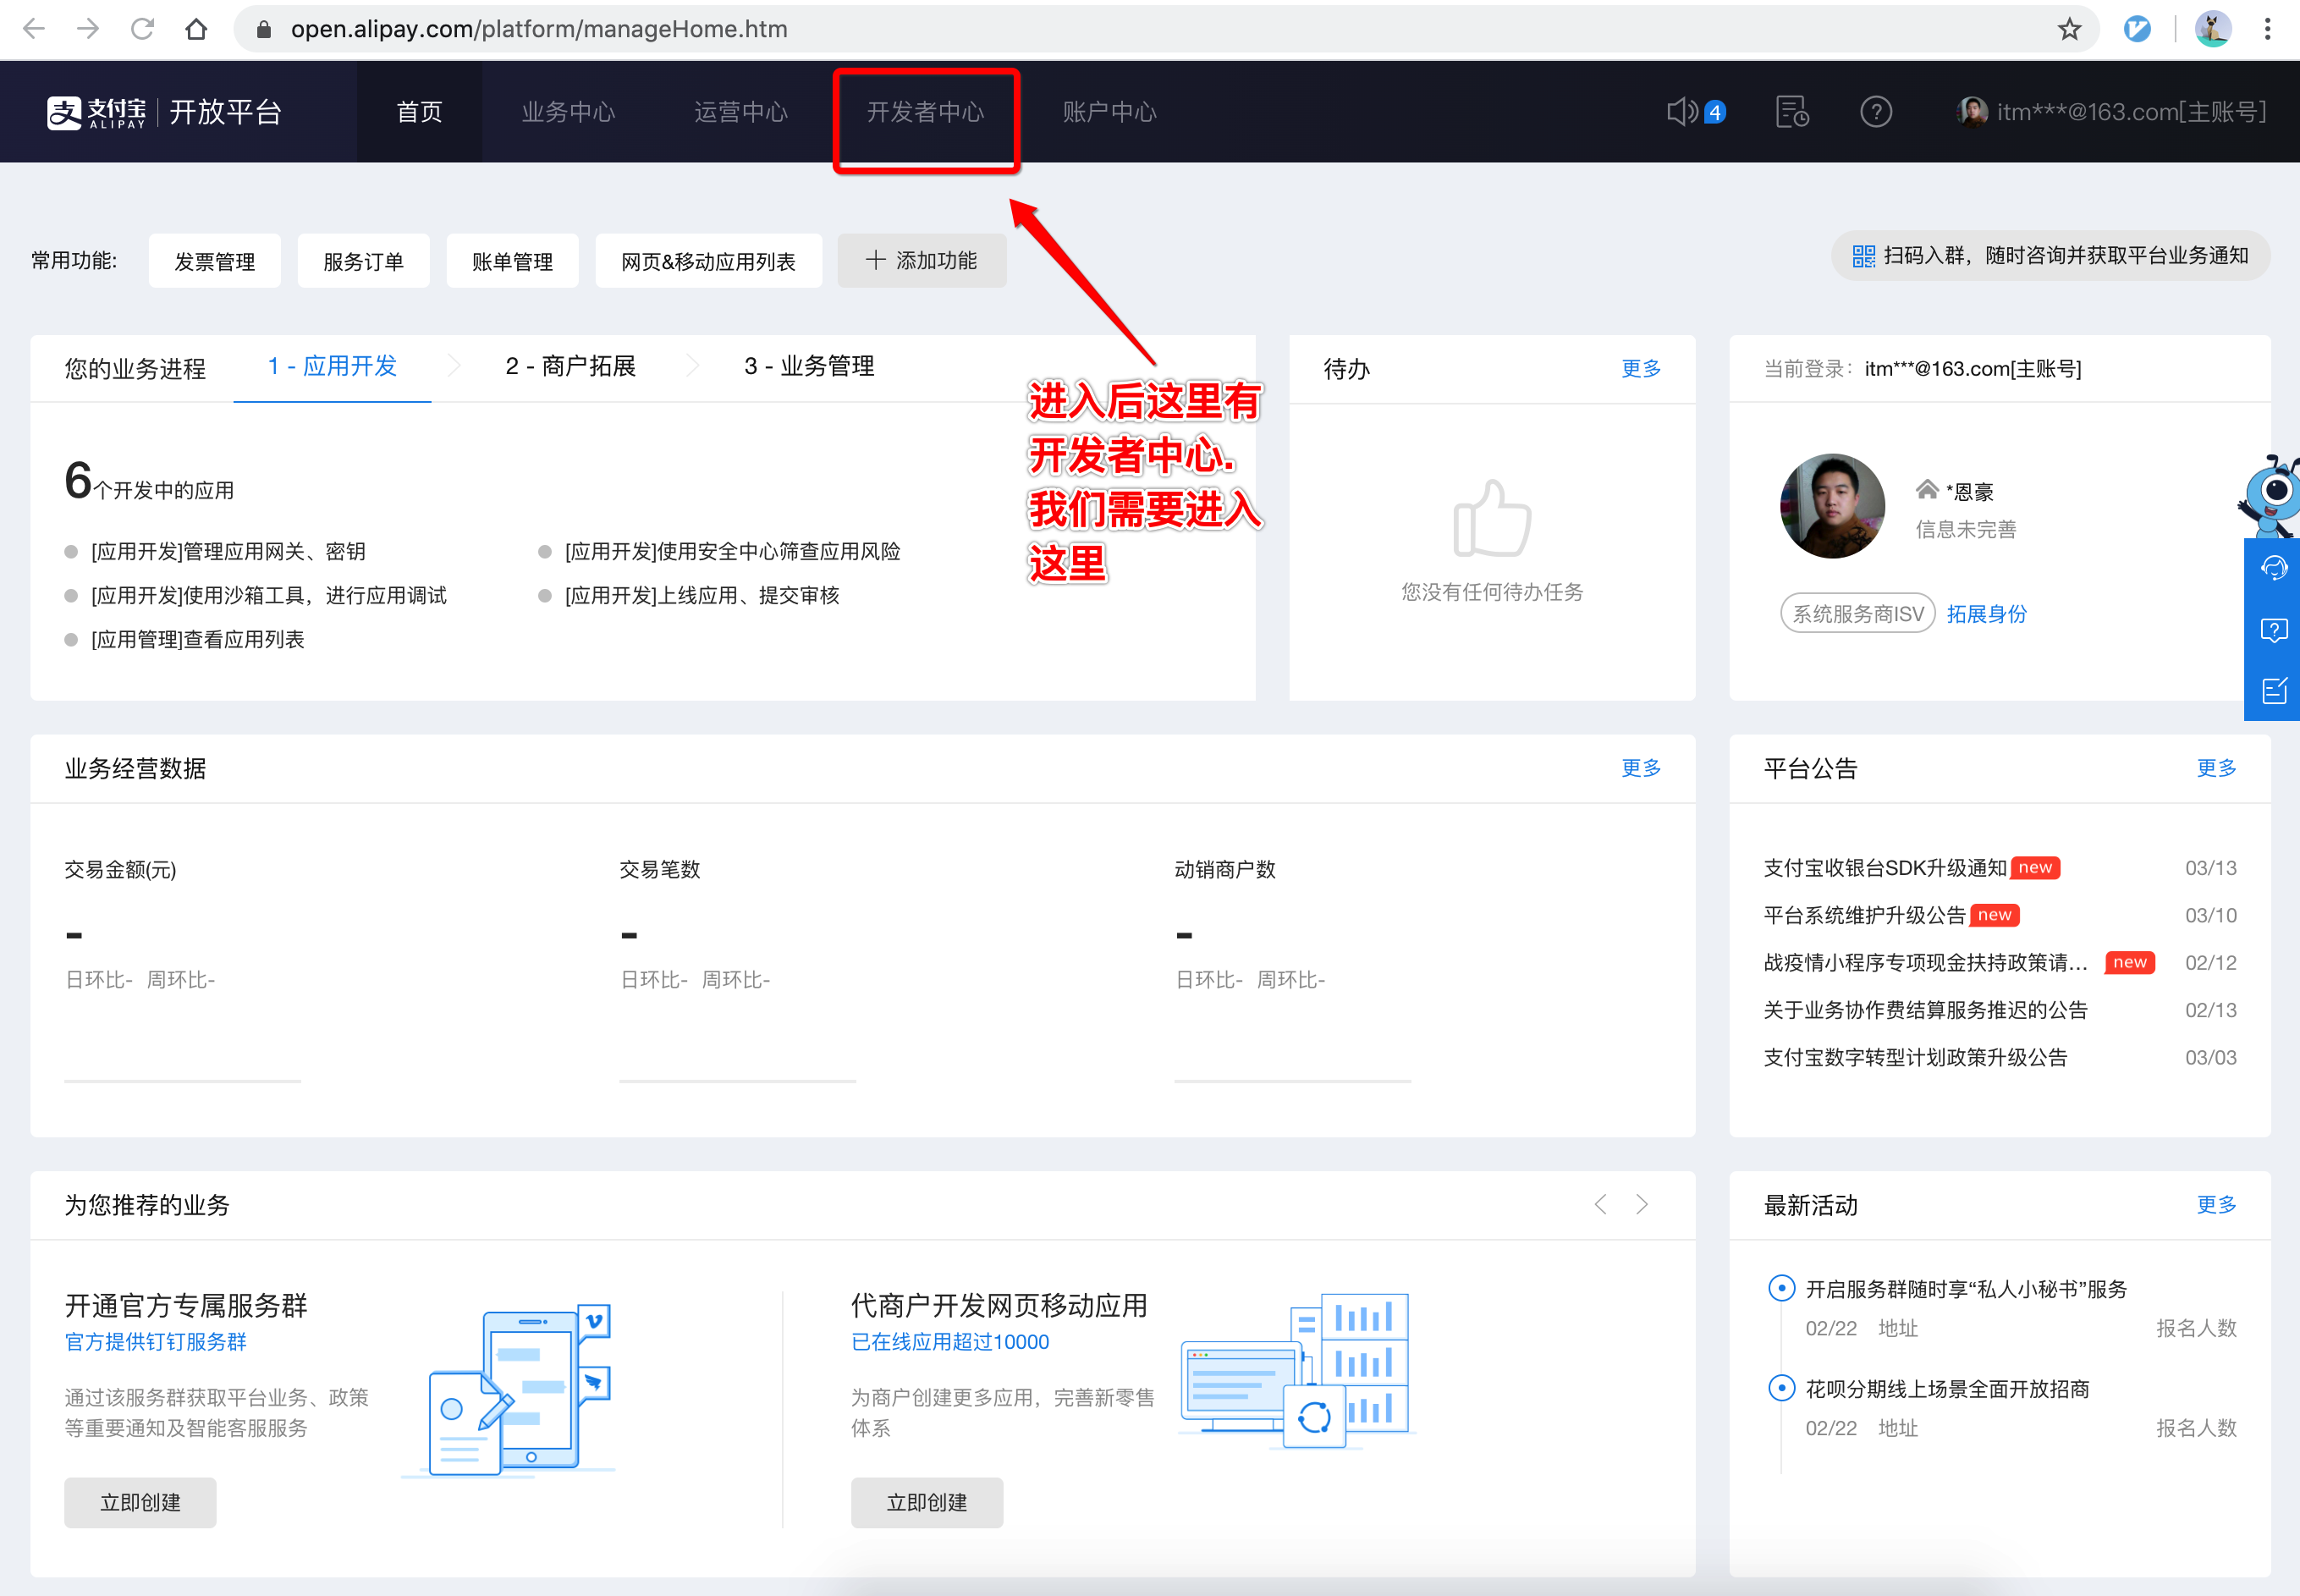 open.alipay.com/platform/manageHome.htm
支 支付宝 ALIPAY 开放平台 首页 业务中心 运营中心 开发者中心 账户中心 4 itm***@163.com[主账号]
常用功能: 发票管理 服务订单 账单管理 网页&移动应用列表 + 添加功能 扫码入群，随时咨询并获取平台业务通知
您的业务进程 1 - 应用开发 2 - 商户拓展 3 - 业务管理
6个开发中的应用
[应用开发]管理应用网关、密钥 [应用开发]使用安全中心筛查应用风险
[应用开发]使用沙箱工具，进行应用调试 [应用开发]上线应用、提交审核
[应用管理]查看应用列表
进入后这里有
开发者中心.
我们需要进入
这里
待办 更多
您没有任何待办任务
当前登录： itm***@163.com[主账号]
*恩豪
信息未完善
系统服务商ISV 拓展身份
业务经营数据 更多
交易金额(元) 交易笔数 动销商户数
- - -
日环比- 周环比- 日环比- 周环比- 日环比- 周环比-
平台公告 更多
支付宝收银台SDK升级通知 new 03/13
平台系统维护升级公告 new 03/10
战疫情小程序专项现金扶持政策请... new 02/12
关于业务协作费结算服务推迟的公告 02/13
支付宝数字转型计划政策升级公告 03/03
为您推荐的业务
开通官方专属服务群
官方提供钉钉服务群
通过该服务群获取平台业务、政策
等重要通知及智能客服服务
立即创建
代商户开发网页移动应用
已在线应用超过10000
为商户创建更多应用，完善新零售
体系
立即创建
最新活动 更多
开启服务群随时享“私人小秘书”服务
02/22 地址 报名人数
花呗分期线上场景全面开放招商
02/22 地址 报名人数